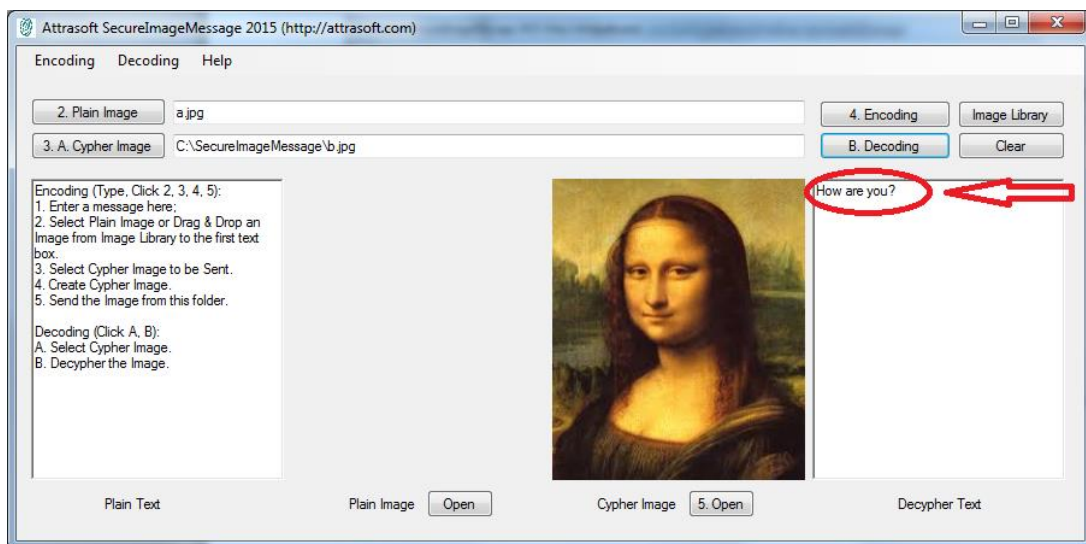 Attrasoft SecureImageMessage 2015 (http://attrasoft.com)
Encoding Decoding Help
2. Plain Image a.jpg 4. Encoding Image Library
3. A. Cypher Image C:\SecureImageMessage\b.jpg B. Decoding Clear
Encoding (Type, Click 2, 3, 4, 5):
1. Enter a message here;
2. Select Plain Image or Drag & Drop an
Image from Image Library to the first text
box.
3. Select Cypher Image to be Sent.
4. Create Cypher Image.
5. Send the Image from this folder.
Decoding (Click A, B):
A. Select Cypher Image.
B. Decypher the Image.
How are you?
Plain Text Plain Image Open Cypher Image 5. Open Decypher Text